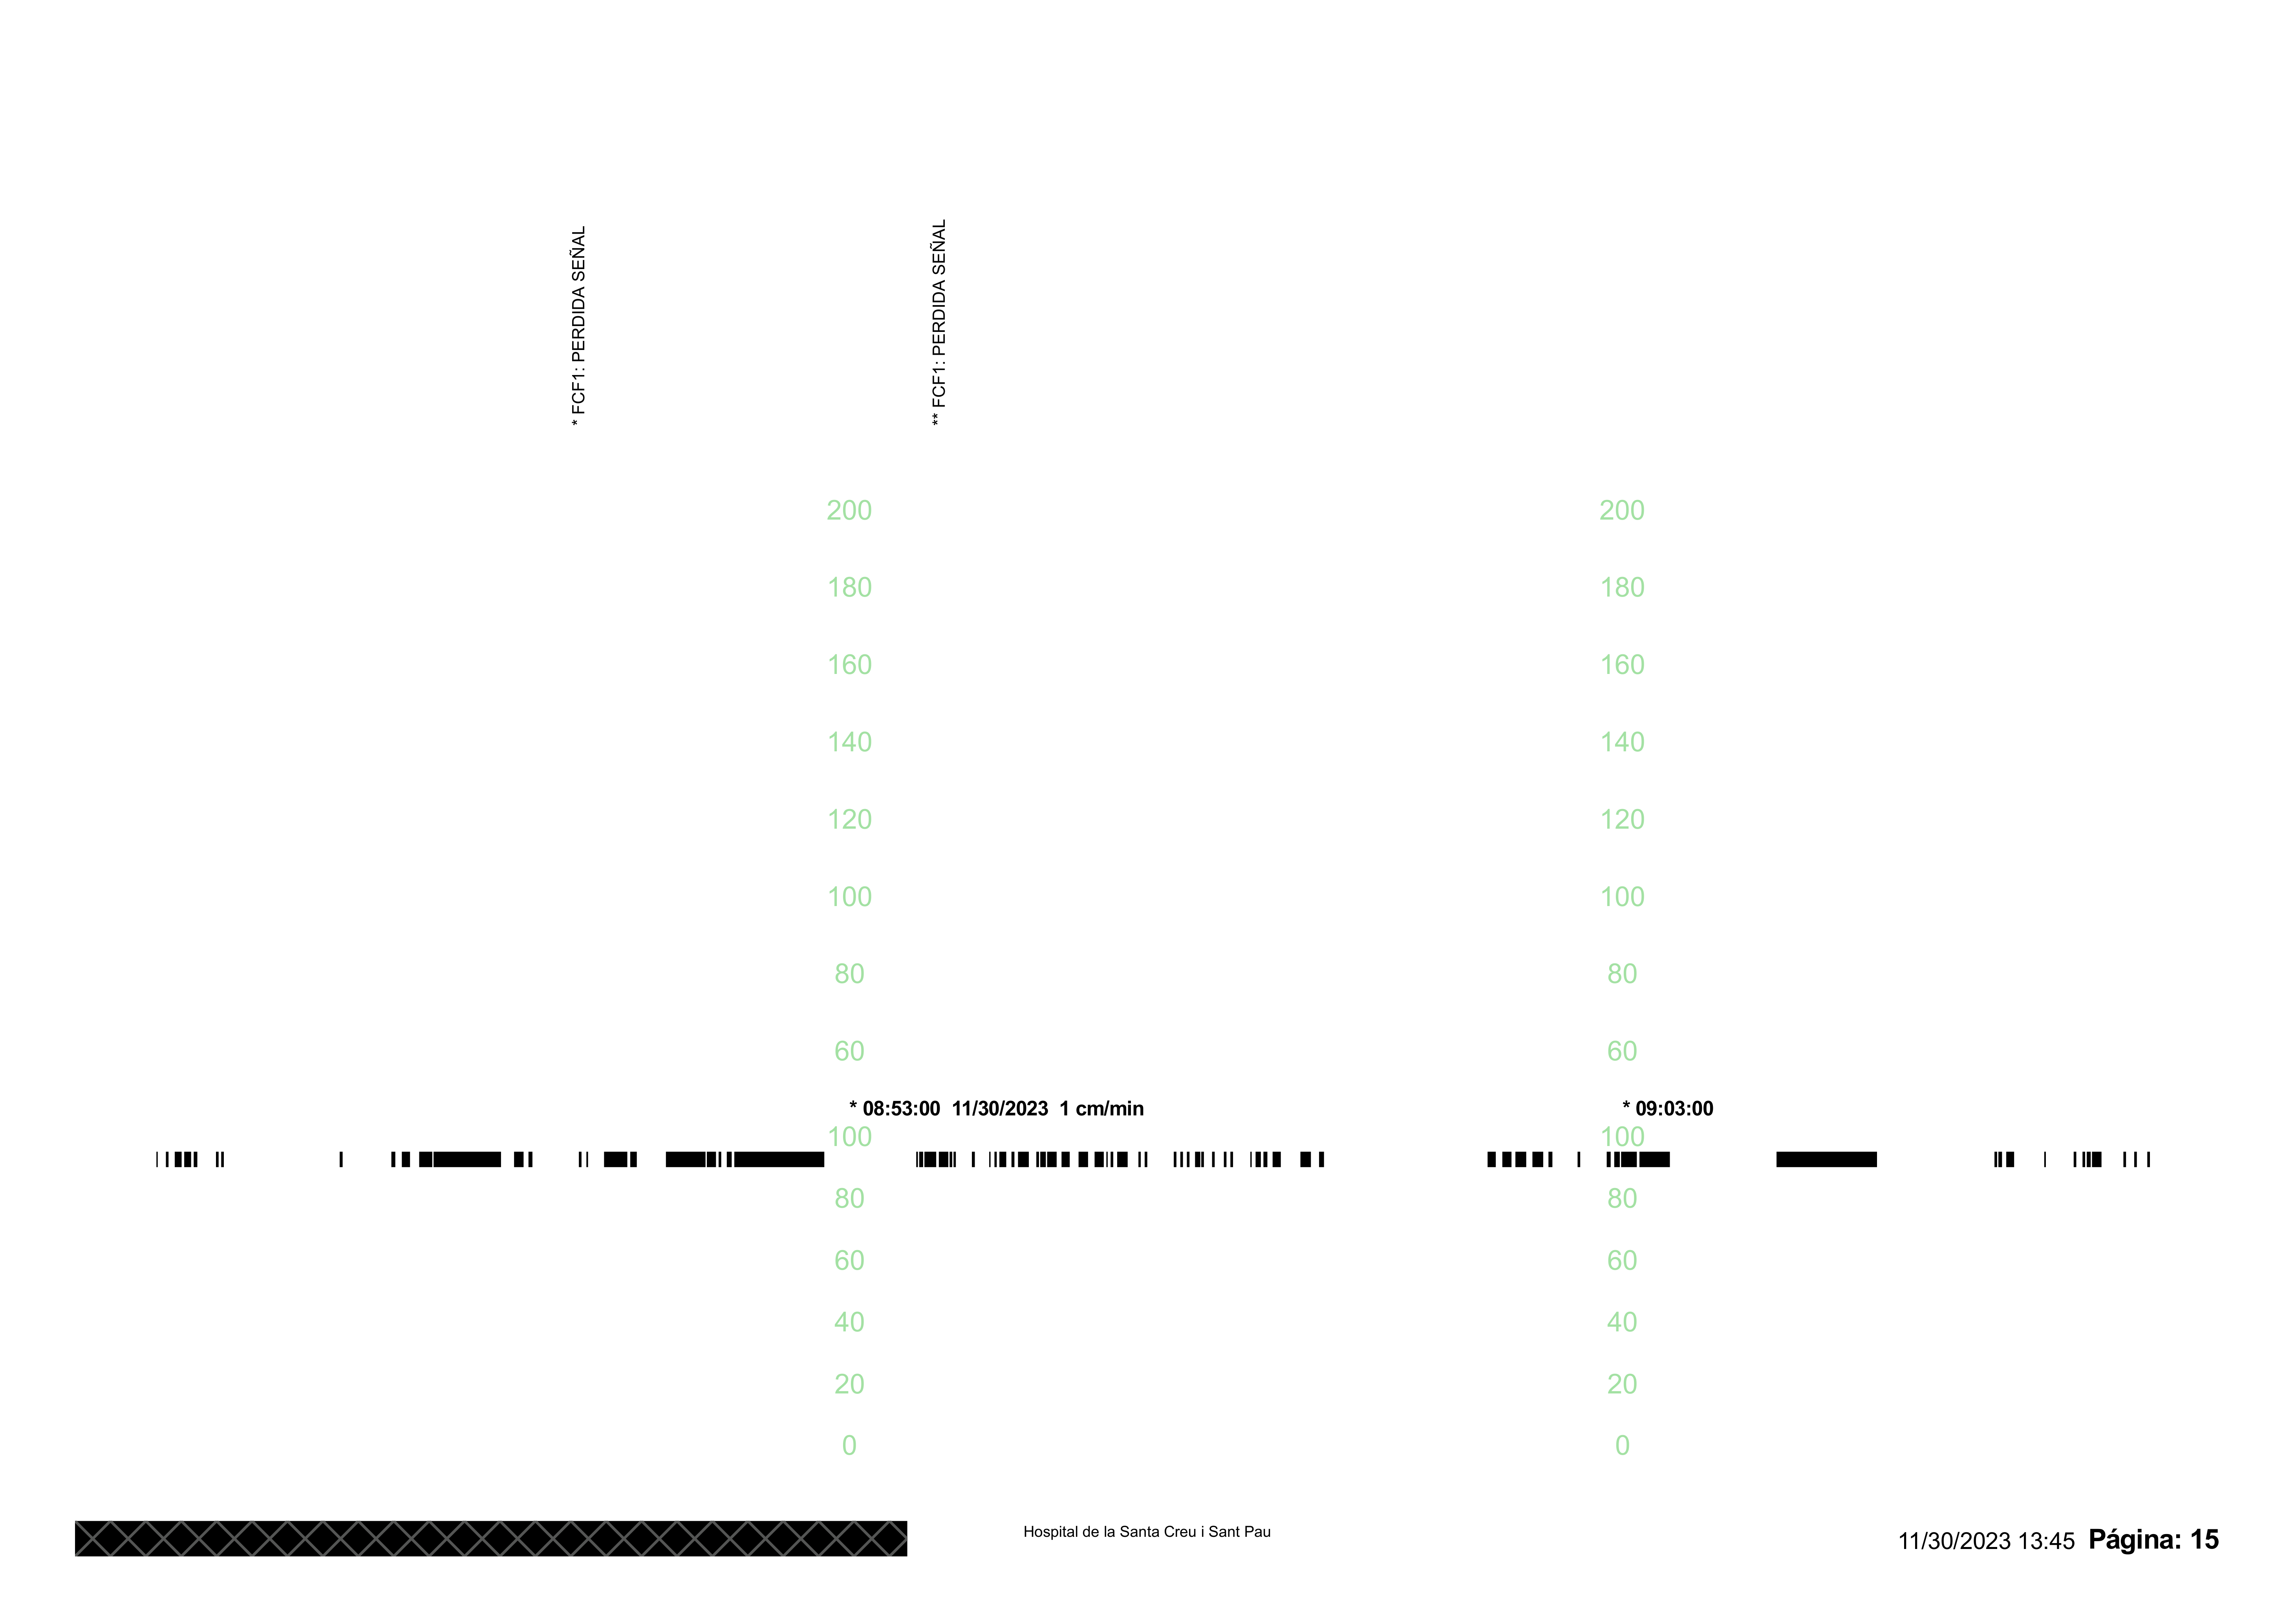 * FCF1: PERDIDA SEÑAL
** FCF1: PERDIDA SEÑAL
200 200
180 180
160 160
140 140
120 120
100 100
80 80
60 60
* 08:53:00 11/30/2023 1 cm/min * 09:03:00
100 100
80 80
60 60
40 40
20 20
0 0
Hospital de la Santa Creu i Sant Pau
11/30/2023 13:45 Página: 15